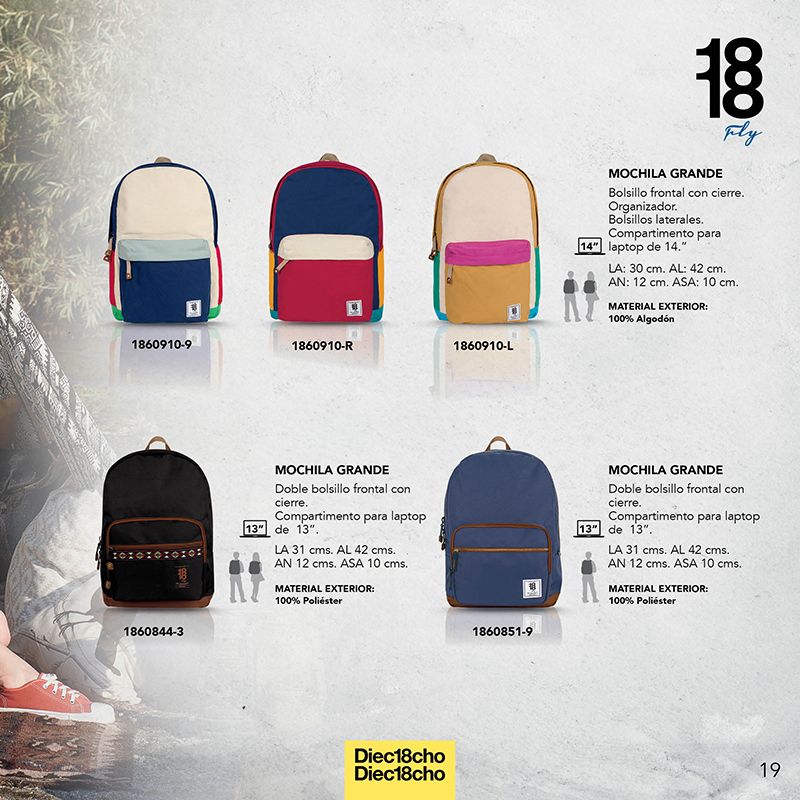 18
18
Fly
MOCHILA GRANDE
Bolsillo frontal con cierre.
Organizador.
Bolsillos laterales.
Compartimento para
laptop de 14.”
14”
LA: 30 cm. AL: 42 cm.
AN: 12 cm. ASA: 10 cm.
MATERIAL EXTERIOR:
100% Algodón
1860910-9
1860910-R
1860910-L
MOCHILA GRANDE
Doble bolsillo frontal con
cierre.
Compartimento para laptop
de 13”.
13”
LA 31 cms. AL 42 cms.
AN 12 cms. ASA 10 cms.
MATERIAL EXTERIOR:
100% Poliéster
1860844-3
MOCHILA GRANDE
Doble bolsillo frontal con
cierre.
Compartimento para laptop
de 13”.
13”
LA 31 cms. AL 42 cms.
AN 12 cms. ASA 10 cms.
MATERIAL EXTERIOR:
100% Poliéster
1860851-9
Diec18cho
Diec18cho
19